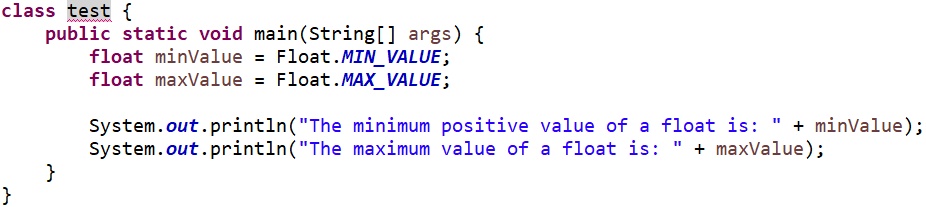 class test {
    public static void main(String[] args) {
        float minValue = Float.MIN_VALUE;
        float maxValue = Float.MAX_VALUE;

        System.out.println("The minimum positive value of a float is: " + minValue);
        System.out.println("The maximum value of a float is: " + maxValue);
    }
}